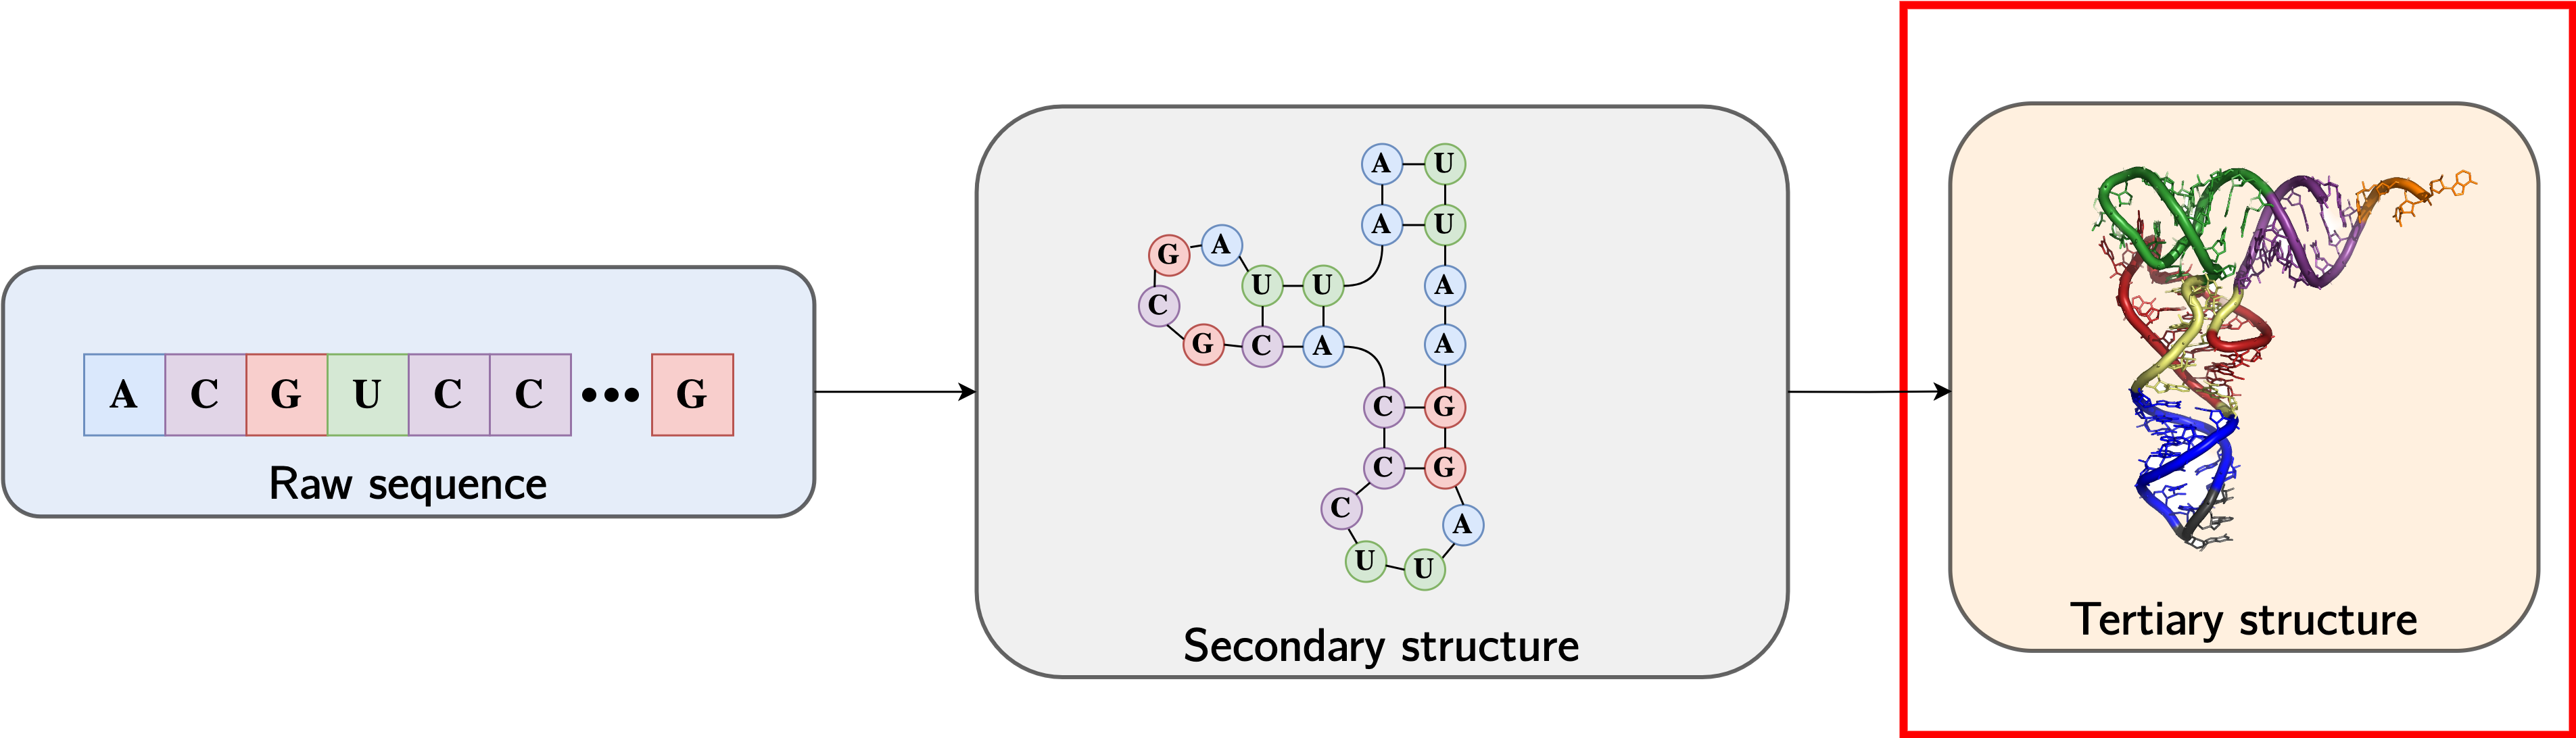 A C G U C C ••• G
Raw sequence
A U
A U
G A
U U A
C
G C A A
C G
C G
C
A
U U
Secondary structure
Tertiary structure